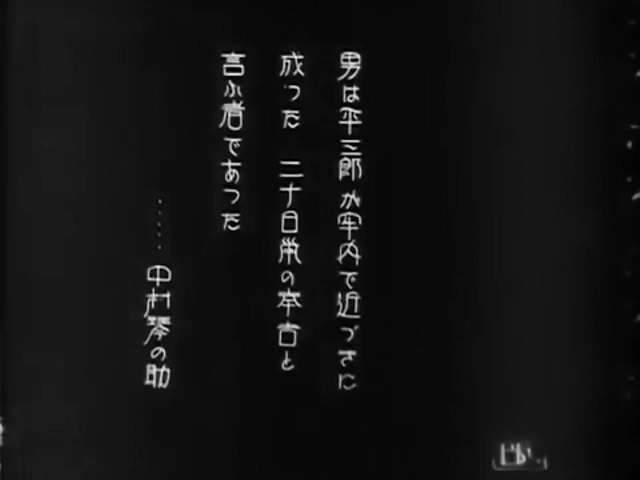 男は平三郎が牢内で近づきに
成つた 二十日鼠の幸吉と
言ふ者であつた
……中村琴の助